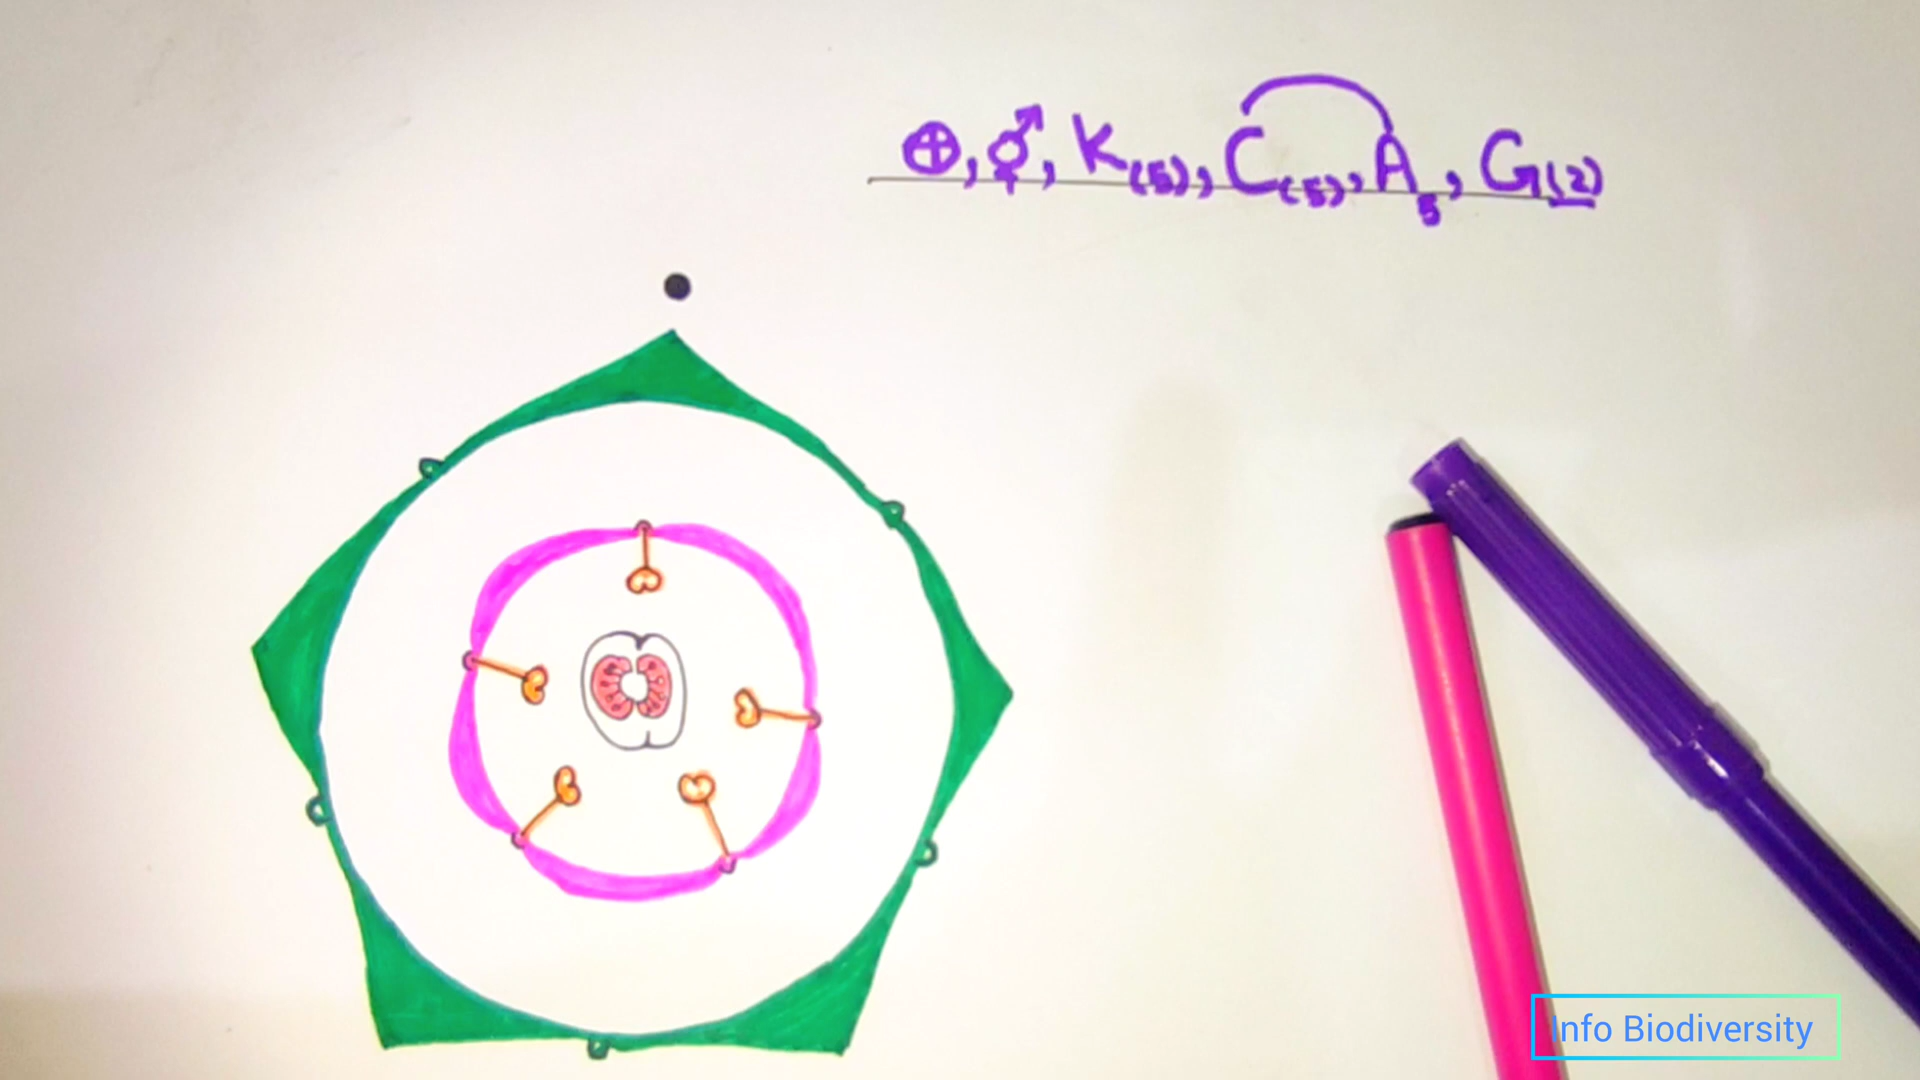 ⊕, ⚥, K(5), C(5), A5, G(2)
Info Biodiversity